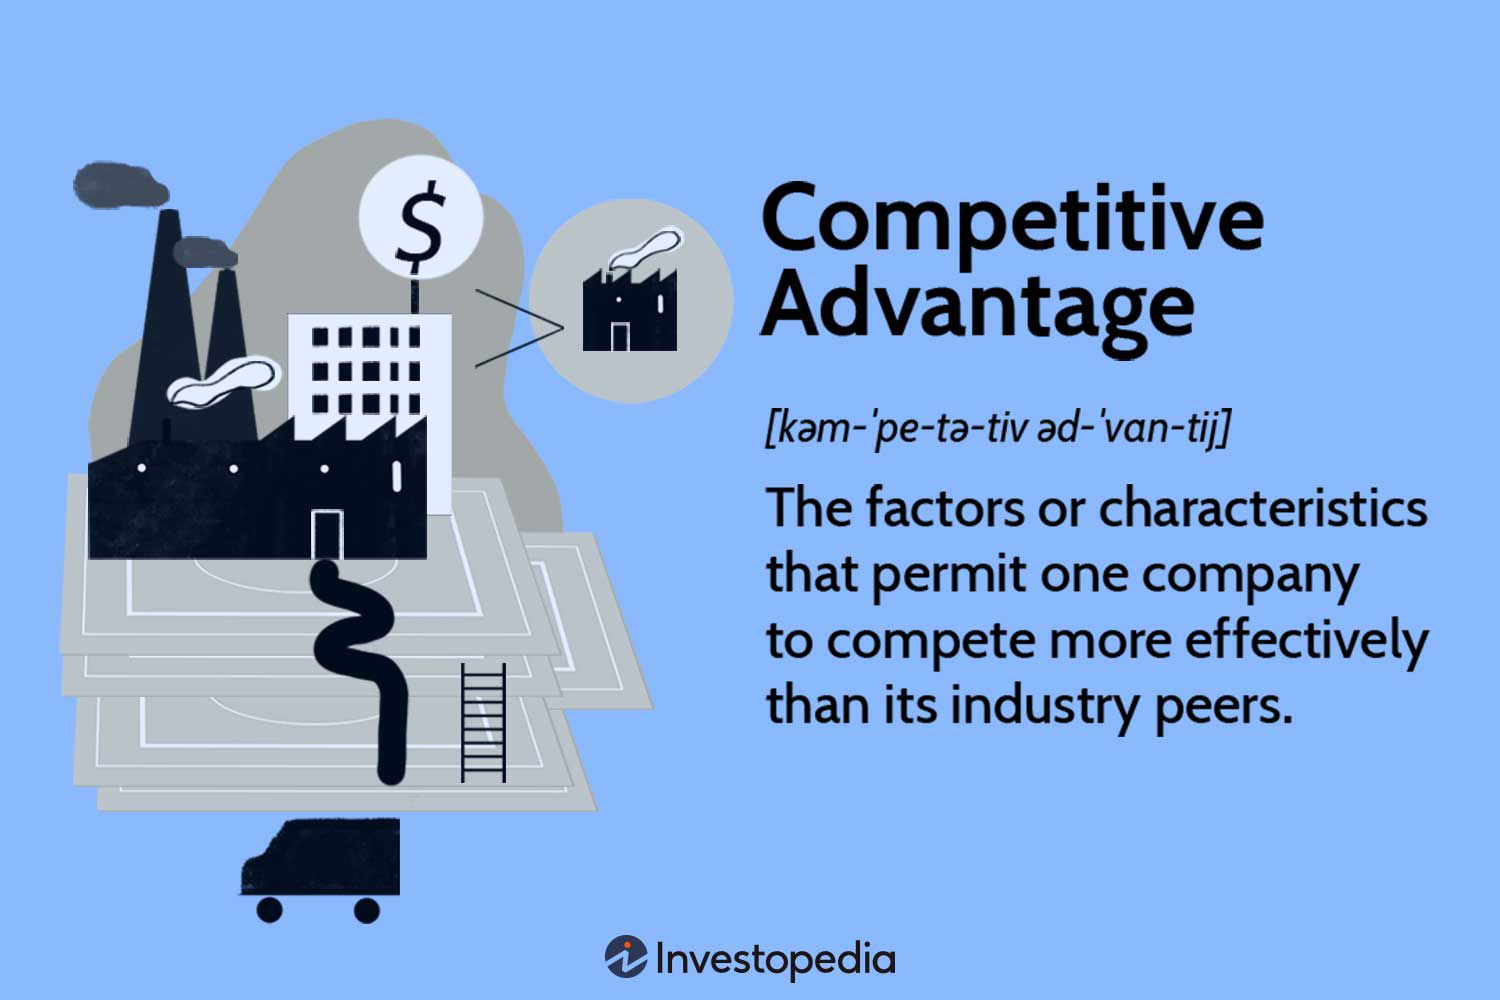 $
Competitive
Advantage
[kəm-ˈpe-tə-tiv əd-ˈvan-tij]
The factors or characteristics
that permit one company
to compete more effectively
than its industry peers.
Investopedia